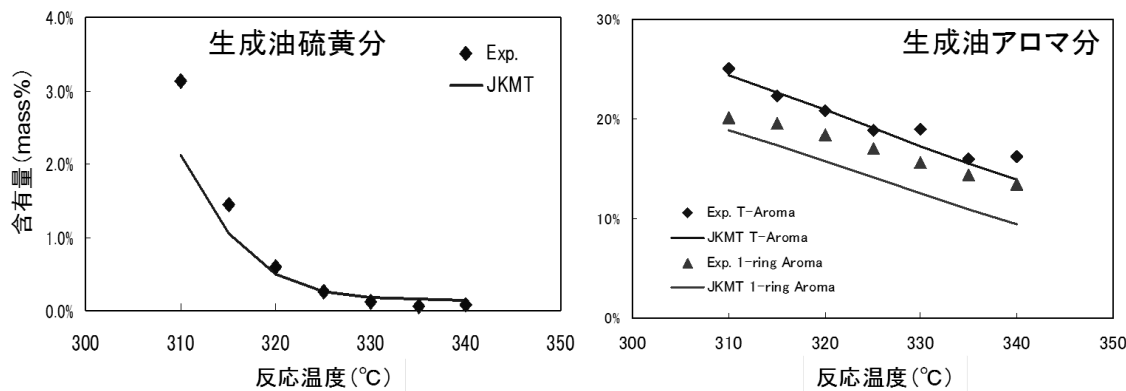 生成油硫黄分
Exp.
JKMT
含有量(mass%)
4.0%
3.0%
2.0%
1.0%
0.0%
300
310
320
330
340
350
反応温度(℃)
生成油アロマ分
30%
20%
10%
0%
Exp. T-Aroma
JKMT T-Aroma
Exp. 1-ring Aroma
JKMT 1-ring Aroma
300
310
320
330
340
350
反応温度(℃)